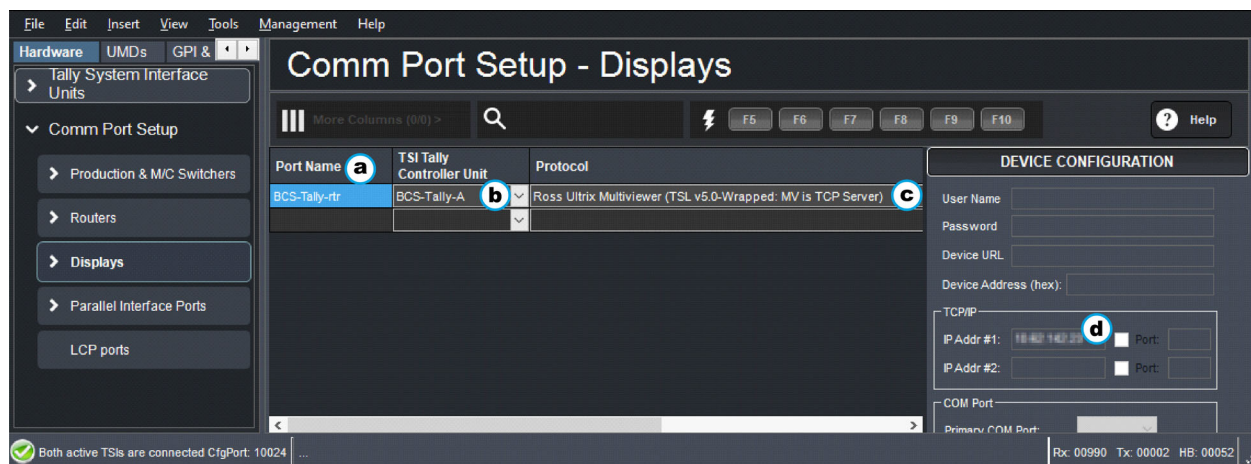 File Edit Insert View Tools Management Help
Hardware UMDs GPI &
Tally System Interface
Units
Comm Port Setup
Production & M/C Switchers
Routers
Displays
Parallel Interface Ports
LCP ports
Comm Port Setup - Displays
More Columns (0/0) >
F5 F6 F7 F8 F9 F10
? Help
Port Name a
TSI Tally
Controller Unit
Protocol
BCS-Tally-rtr BCS-Tally-A b Ross Ultrix Multiviewer (TSL v5.0-Wrapped: MV is TCP Server) c
DEVICE CONFIGURATION
User Name
Password
Device URL
Device Address (hex):
TCP/IP
IP Addr #1: d Port:
IP Addr #2: Port:
COM Port
Primary COM Port:
Both active TSIs are connected CfgPort: 10024 ...
Rx: 00990 Tx: 00002 HB: 00052